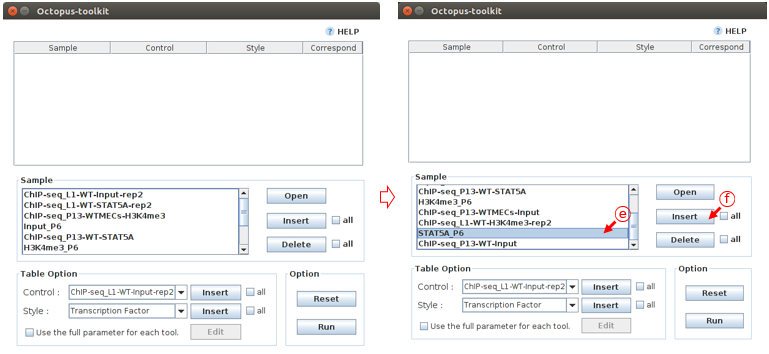 Octopus-toolkit
? HELP
Sample Control Style Correspond
Sample
ChIP-seq_L1-WT-Input-rep2
ChIP-seq_L1-WT-STAT5A-rep2
ChIP-seq_P13-WTMECs-H3K4me3
Input_P6
ChIP-seq_P13-WT-STAT5A
H3K4me3_P6
Open
Insert all
Delete all
Table Option
Control : ChIP-seq_L1-WT-Input-rep2 Insert all
Style : Transcription Factor Insert all
Use the full parameter for each tool. Edit
Option
Reset
Run
Octopus-toolkit
? HELP
Sample Control Style Correspond
Sample
ChIP-seq_P13-WT-STAT5A
H3K4me3_P6
ChIP-seq_P13-WTMECs-Input
ChIP-seq_L1-WT-H3K4me3-rep2
STAT5A_P6
ChIP-seq_P13-WT-Input
e
f
Open
Insert all
Delete all
Table Option
Control : ChIP-seq_L1-WT-Input-rep2 Insert all
Style : Transcription Factor Insert all
Use the full parameter for each tool. Edit
Option
Reset
Run